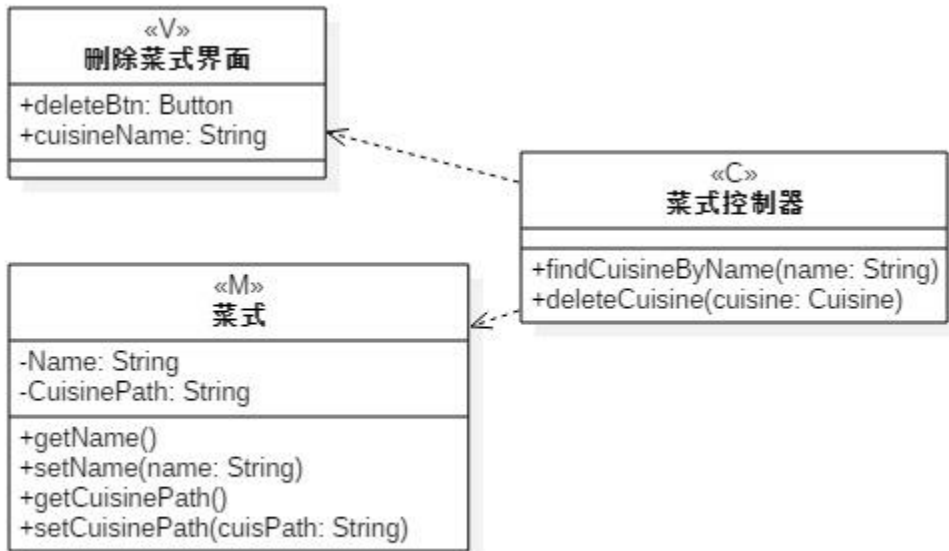 «V»
删除菜式界面
+deleteBtn: Button
+cuisineName: String
«C»
菜式控制器
+findCuisineByName(name: String)
+deleteCuisine(cuisine: Cuisine)
«M»
菜式
-Name: String
-CuisinePath: String
+getName()
+setName(name: String)
+getCuisinePath()
+setCuisinePath(cuisPath: String)